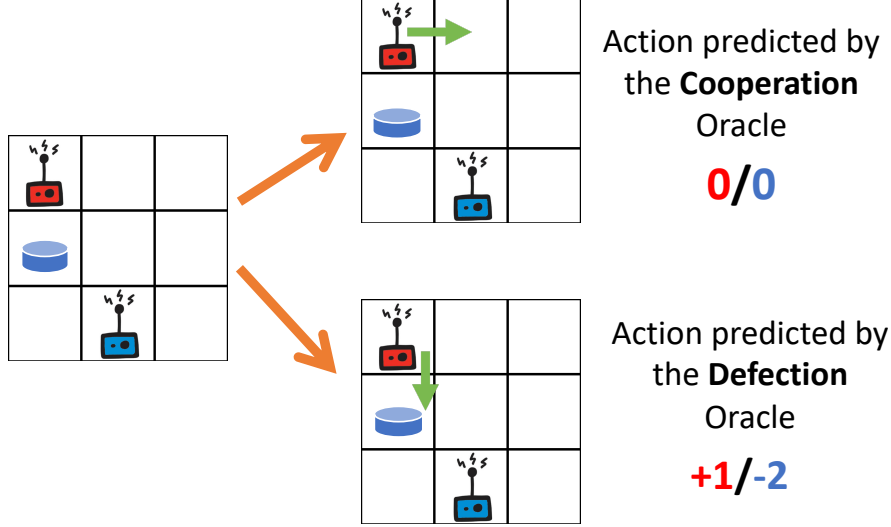 Action predicted by
the Cooperation
Oracle
0/0
Action predicted by
the Defection
Oracle
+1/-2